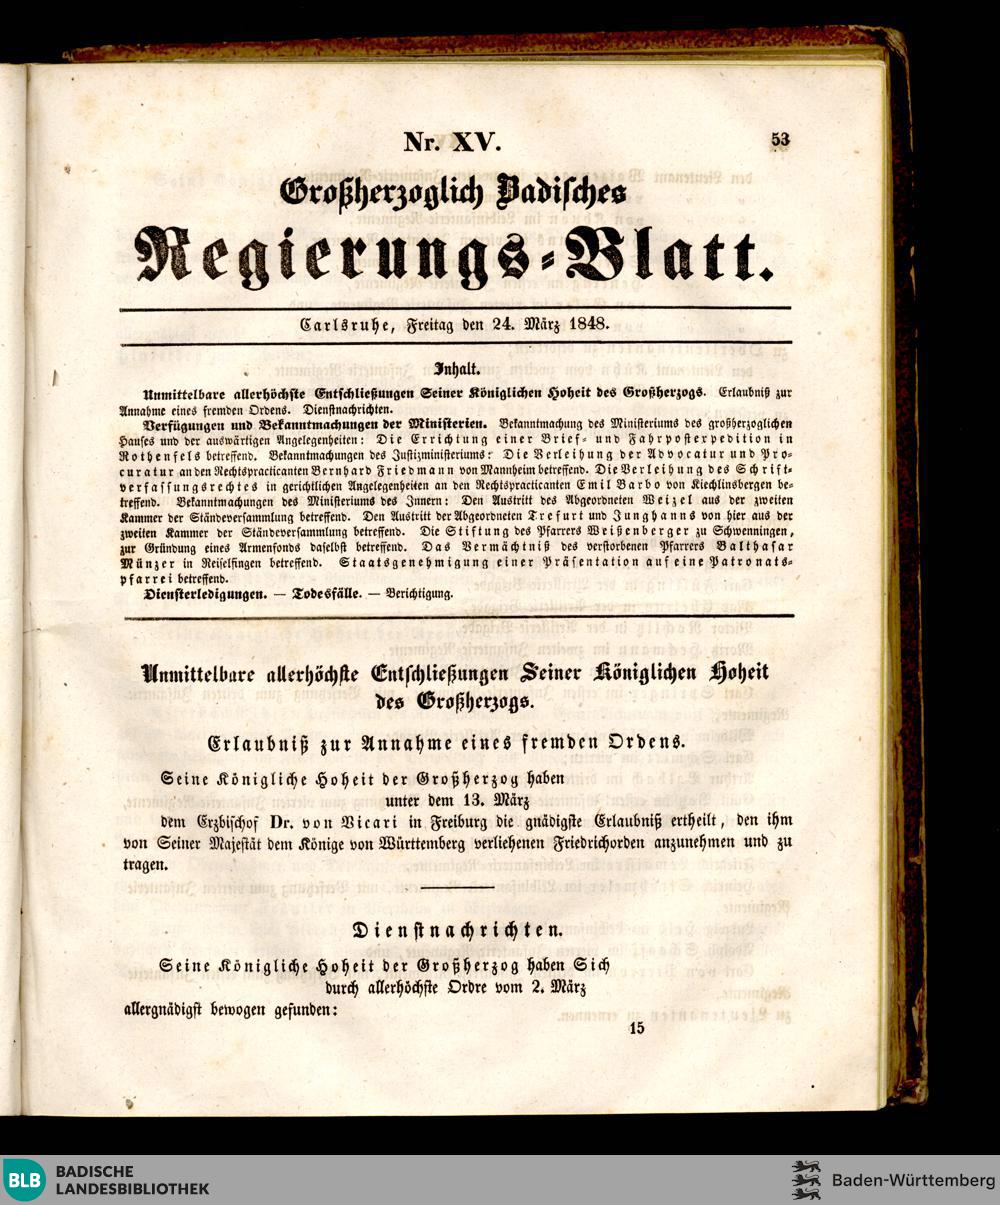 Nr. XV.
53
Großherzoglich Badisches
Regierungs-Blatt.
Carlsruhe, Freitag den 24. März 1848.
Inhalt.
Unmittelbare allerhöchste Entschließungen Seiner Königlichen Hoheit des Großherzogs. Erlaubniß zur
Annahme eines fremden Ordens. Dienstnachrichten.
Verfügungen und Bekanntmachungen der Ministerien. Bekanntmachung des Ministeriums des großherzoglichen
Hauses und der auswärtigen Angelegenheiten: Die Errichtung einer Brief- und Fahrpostexpedition in
Rothenfels betreffend. Bekanntmachungen des Justizministeriums: Die Verleihung der Advocatur und Pro-
curatur an den Rechtspracticanten Bernhard Friedmann von Mannheim betreffend. Die Verleihung des Schrift-
verfassungsrechtes in gerichtlichen Angelegenheiten an den Rechtspracticanten Emil Barbo von Kiechlinsbergen be-
treffend. Bekanntmachungen des Ministeriums des Innern: Den Austritt des Abgeordneten Weizel aus der zweiten
Kammer der Ständeversammlung betreffend. Den Austritt der Abgeordneten Trefurt und Junghanns von hier aus der
zweiten Kammer der Ständeversammlung betreffend. Die Stiftung des Pfarrers Weißenberger zu Schwenningen,
zur Gründung eines Armenfonds daselbst betreffend. Das Vermächtniß des verstorbenen Pfarrers Balthasar
Münzer in Reiselfingen betreffend. Staatsgenehmigung einer Präsentation auf eine Patronats-
pfarrei betreffend.
Diensterledigungen. — Todesfälle. — Berichtigung.
Unmittelbare allerhöchste Entschließungen Seiner Königlichen Hoheit
des Großherzogs.
Erlaubniß zur Annahme eines fremden Ordens.
Seine Königliche Hoheit der Großherzog haben
unter dem 13. März
dem Erzbischof Dr. von Vicari in Freiburg die gnädigste Erlaubniß ertheilt, den ihm
von Seiner Majestät dem Könige von Württemberg verliehenen Friedrichorden anzunehmen und zu
tragen.
Dienstnachrichten.
Seine Königliche Hoheit der Großherzog haben Sich
durch allerhöchste Ordre vom 2. März
allergnädigst bewogen gefunden:
15
BLB BADISCHE
LANDESBIBLIOTHEK
Baden-Württemberg